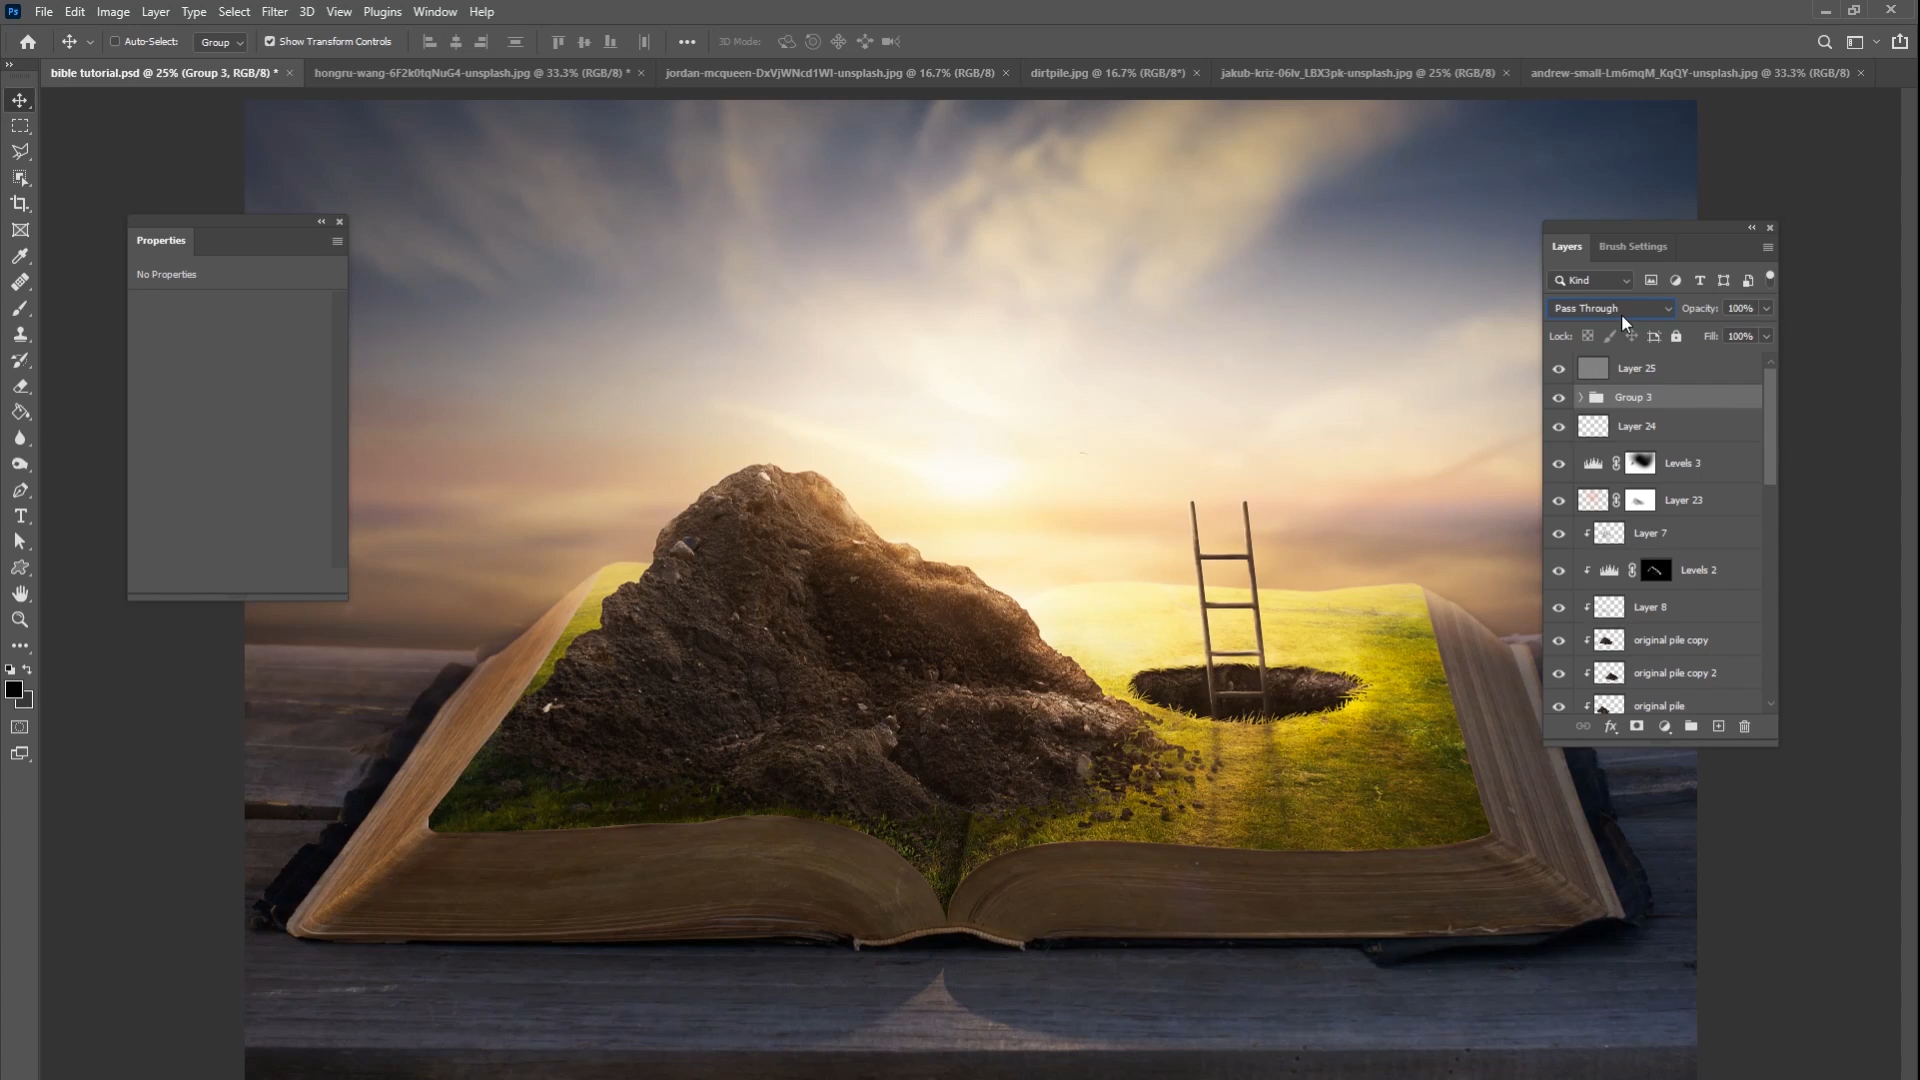 Ps File Edit Image Layer Type Select Filter 3D View Plugins Window Help
Auto-Select: Group Show Transform Controls 3D Mode:
bible tutorial.psd @ 25% (Group 3, RGB/8) * hongru-wang-6F2k0tqNuG4-unsplash.jpg @ 33.3% (RGB/8) * jordan-mcqueen-DxVjWNcd1WI-unsplash.jpg @ 16.7% (RGB/8) dirtpile.jpg @ 16.7% (RGB/8*) jakub-kriz-06lv_LBX3pk-unsplash.jpg @ 25% (RGB/8) andrew-small-Lm6mqM_KqQY-unsplash.jpg @ 33.3% (RGB/8)
Properties
No Properties
Layers Brush Settings
Kind
Pass Through Opacity: 100%
Lock: Fill: 100%
Layer 25
Group 3
Layer 24
Levels 3
Layer 23
Layer 7
Levels 2
Layer 8
original pile copy
original pile copy 2
original pile
fx